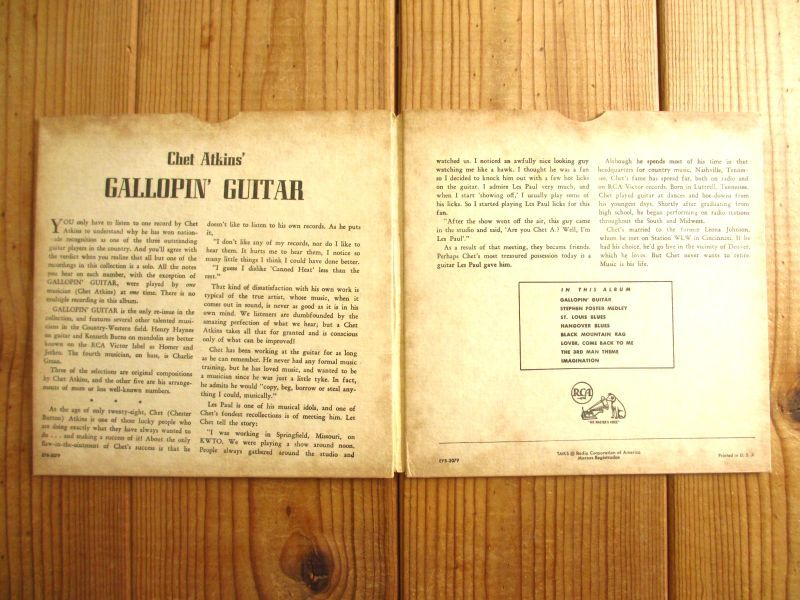 Chet Atkins'
GALLOPIN' GUITAR
YOU only have to listen to one record by Chet
Atkins to understand why he has won nation-
wide recognition as one of the three outstanding
guitar players in the country. And you'll agree with
the verdict when you realize that all but one of the
recordings in this collection is a solo. All the notes
you hear on each number, with the exception of
GALLOPIN' GUITAR, were played by one
musician (Chet Atkins) at one time. There is no
multiple recording in this album.
GALLOPIN' GUITAR is the only re-issue in the
collection, and features several other talented musi-
cians in the Country-Western field. Henry Haynes
on guitar and Kenneth Burns on mandolin are better
known on the RCA Victor label as Homer and
Jethro. The fourth musician, on bass, is Charlie
Grean.
Three of the selections are original compositions
by Chet Atkins, and the other five are his arrange-
ments of more or less well-known numbers.
* *
At the age of only twenty-eight, Chet (Chester
Burton) Atkins is one of those lucky people who
are doing exactly what they have always wanted to
do . . . and making a success of it! About the only
flaw-in-the-ointment of Chet's success is that he
EPB-3079
doesn't like to listen to his own records. As he puts
it,
"I don't like any of my records, nor do I like to
hear them. It hurts me to hear them, I notice so
many little things I think I could have done better.
"I guess I dislike 'Canned Heat' less than the
rest."
That kind of dissatisfaction with his own work is
typical of the true artist, whose music, when it
comes out in sound, is never as good as it is in his
own mind. We listeners are dumbfounded by the
amazing perfection of what we hear; but a Chet
Atkins takes all that for granted and is conscious
only of what can be improved!
Chet has been working at the guitar for as long
as he can remember. He never had any formal music
training, but he has loved music, and wanted to be
a musician since he was just a little tyke. In fact,
he admits he would "copy, beg, borrow or steal any-
thing I could, musically."
Les Paul is one of his musical idols, and one of
Chet's fondest recollections is of meeting him. Let
Chet tell the story:
"I was working in Springfield, Missouri, on
KWTO. We were playing a show around noon.
People always gathered around the studio and
watched us. I noticed an awfully nice looking guy
watching me like a hawk. I thought he was a fan
so I decided to knock him out with a few hot licks
on the guitar. I admire Les Paul very much, and
when I start 'showing off,' I usually play some of
his licks. So I started playing Les Paul licks for this
fan.
"After the show went off the air, this guy came
in the studio and said, 'Are you Chet A.? Well, I'm
Les Paul'."
As a result of that meeting, they became friends.
Perhaps Chet's most treasured possession today is a
guitar Les Paul gave him.
Although he spends most of his time in that
headquarters for country music, Nashville, Tennes-
see, Chet's fame has spread far, both on radio and
on RCA Victor records. Born in Luttrell, Tennessee,
Chet played guitar at dances and hoe-downs from
his youngest days. Shortly after graduating from
high school, he began performing on radio stations
throughout the South and Midwest.
Chet's married to the former Leona Johnson,
whom he met on Station WLW in Cincinnati. If he
had his choice, he'd go live in the vicinity of Denver,
which he loves. But Chet never wants to retire
Music is his life.
IN THIS ALBUM
GALLOPIN' GUITAR
STEPHEN FOSTER MEDLEY
ST. LOUIS BLUES
HANGOVER BLUES
BLACK MOUNTAIN RAG
LOVER, COME BACK TO ME
THE 3RD MAN THEME
IMAGINATION
RCA
"HIS MASTER'S VOICE"
EPB-3079
TMKS ® Radio Corporation of America
Marcas Registradas
Printed in U. S. A.